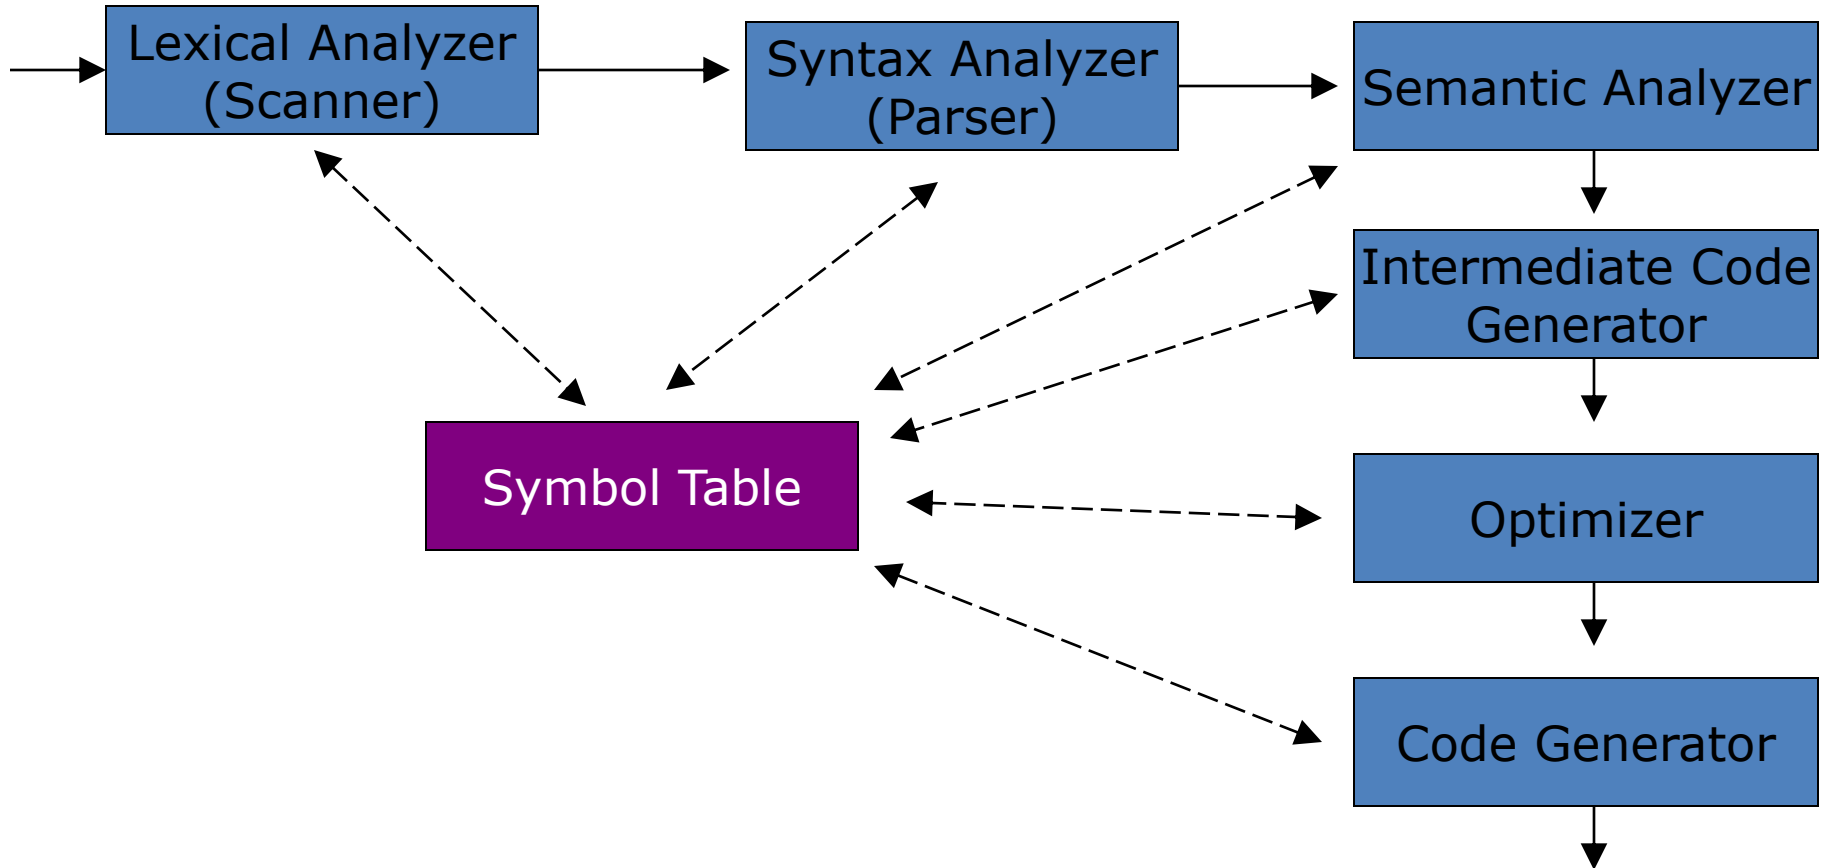 Lexical Analyzer
(Scanner)
Syntax Analyzer
(Parser)
Semantic Analyzer
Intermediate Code
Generator
Symbol Table
Optimizer
Code Generator